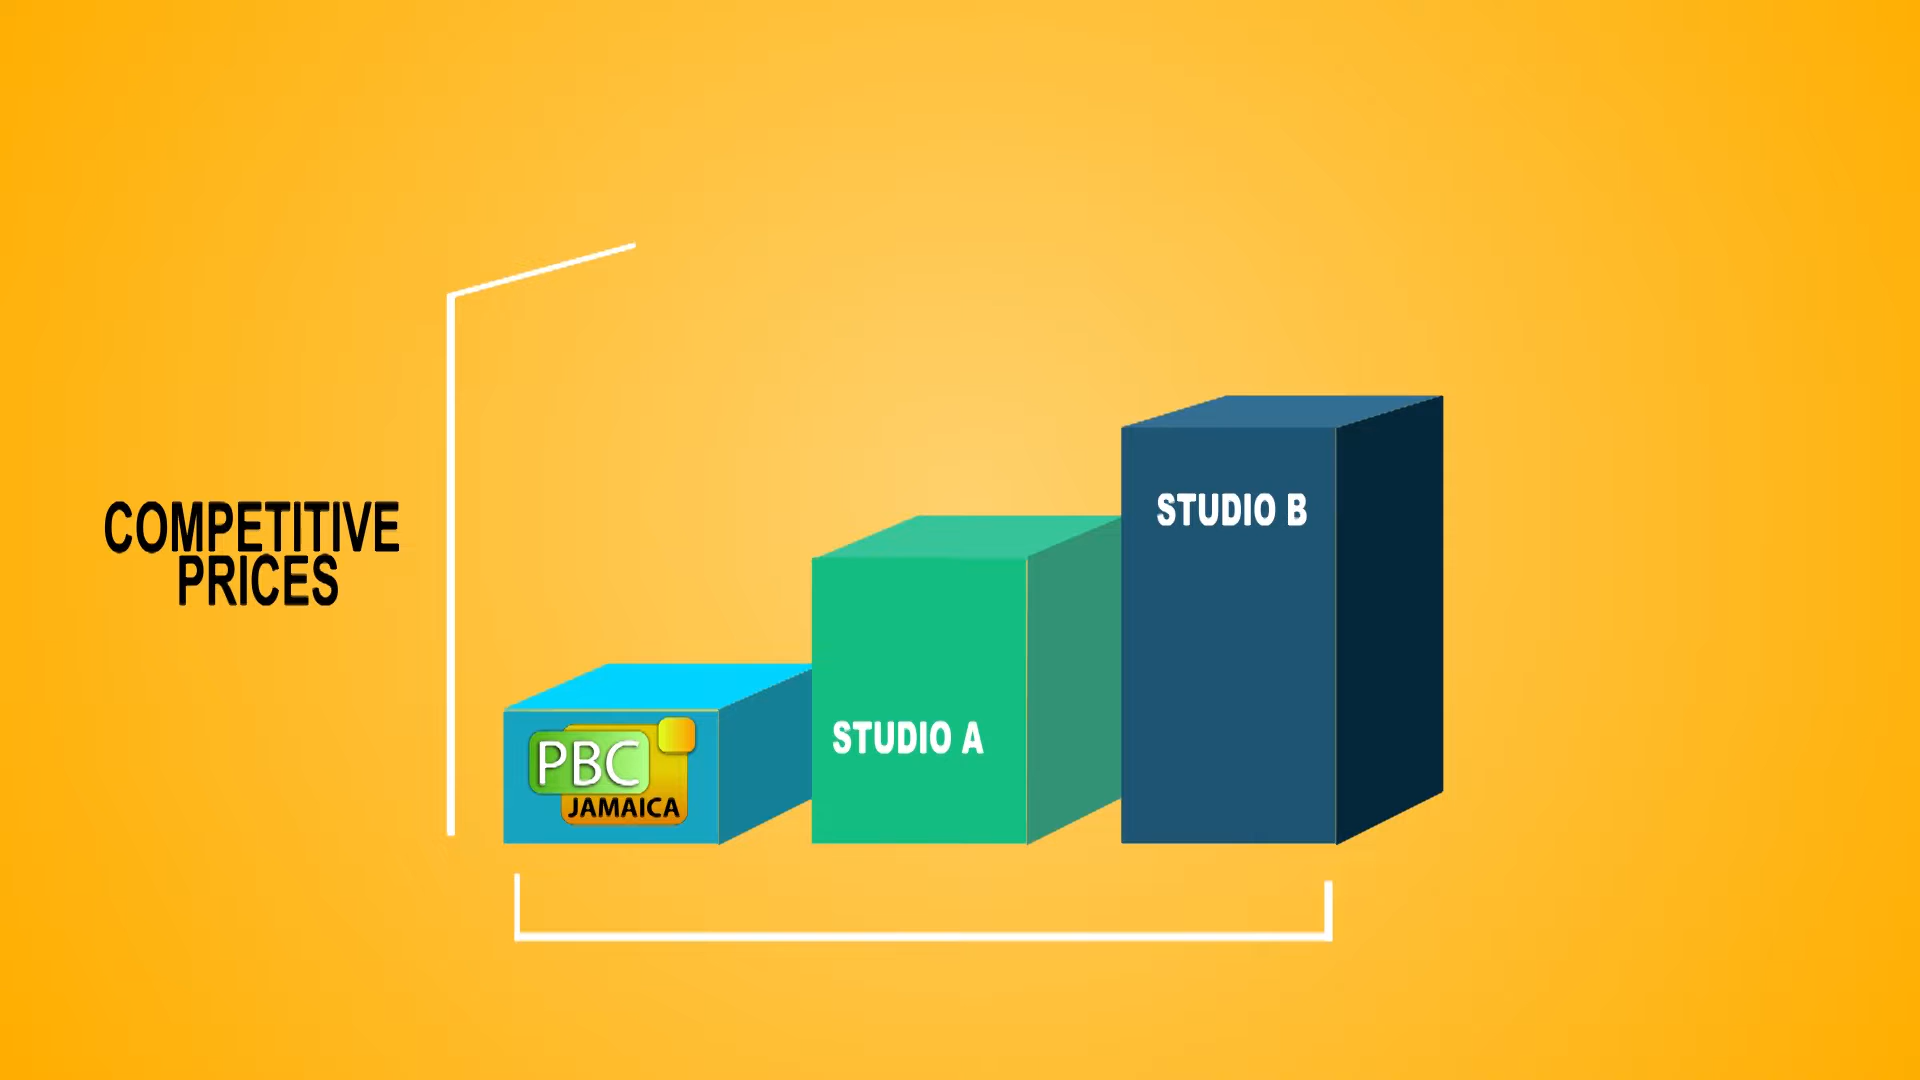 COMPETITIVE
PRICES
PBC
JAMAICA
STUDIO A
STUDIO B